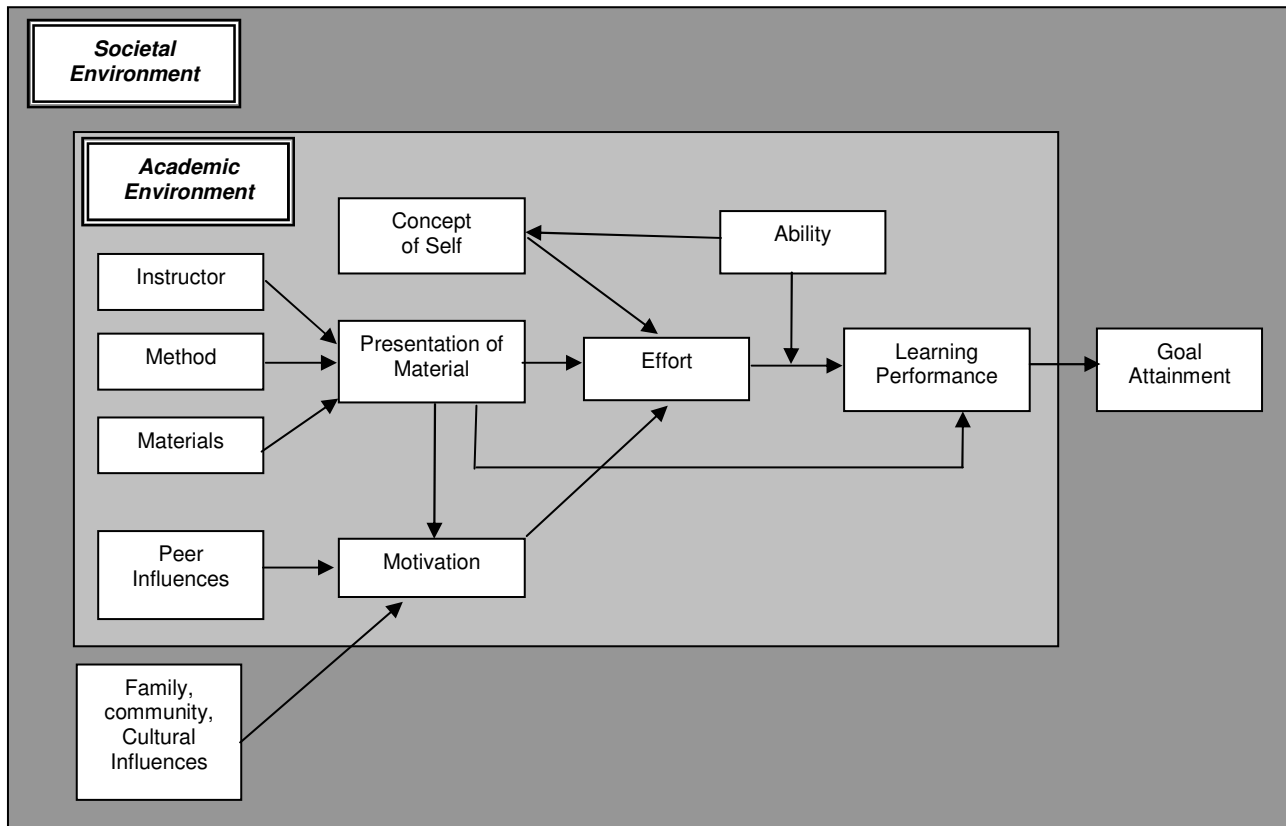 Societal
Environment
Academic
Environment
Concept
of Self
Ability
Instructor
Method
Materials
Presentation of
Material
Effort
Learning
Performance
Goal
Attainment
Peer
Influences
Motivation
Family,
community,
Cultural
Influences